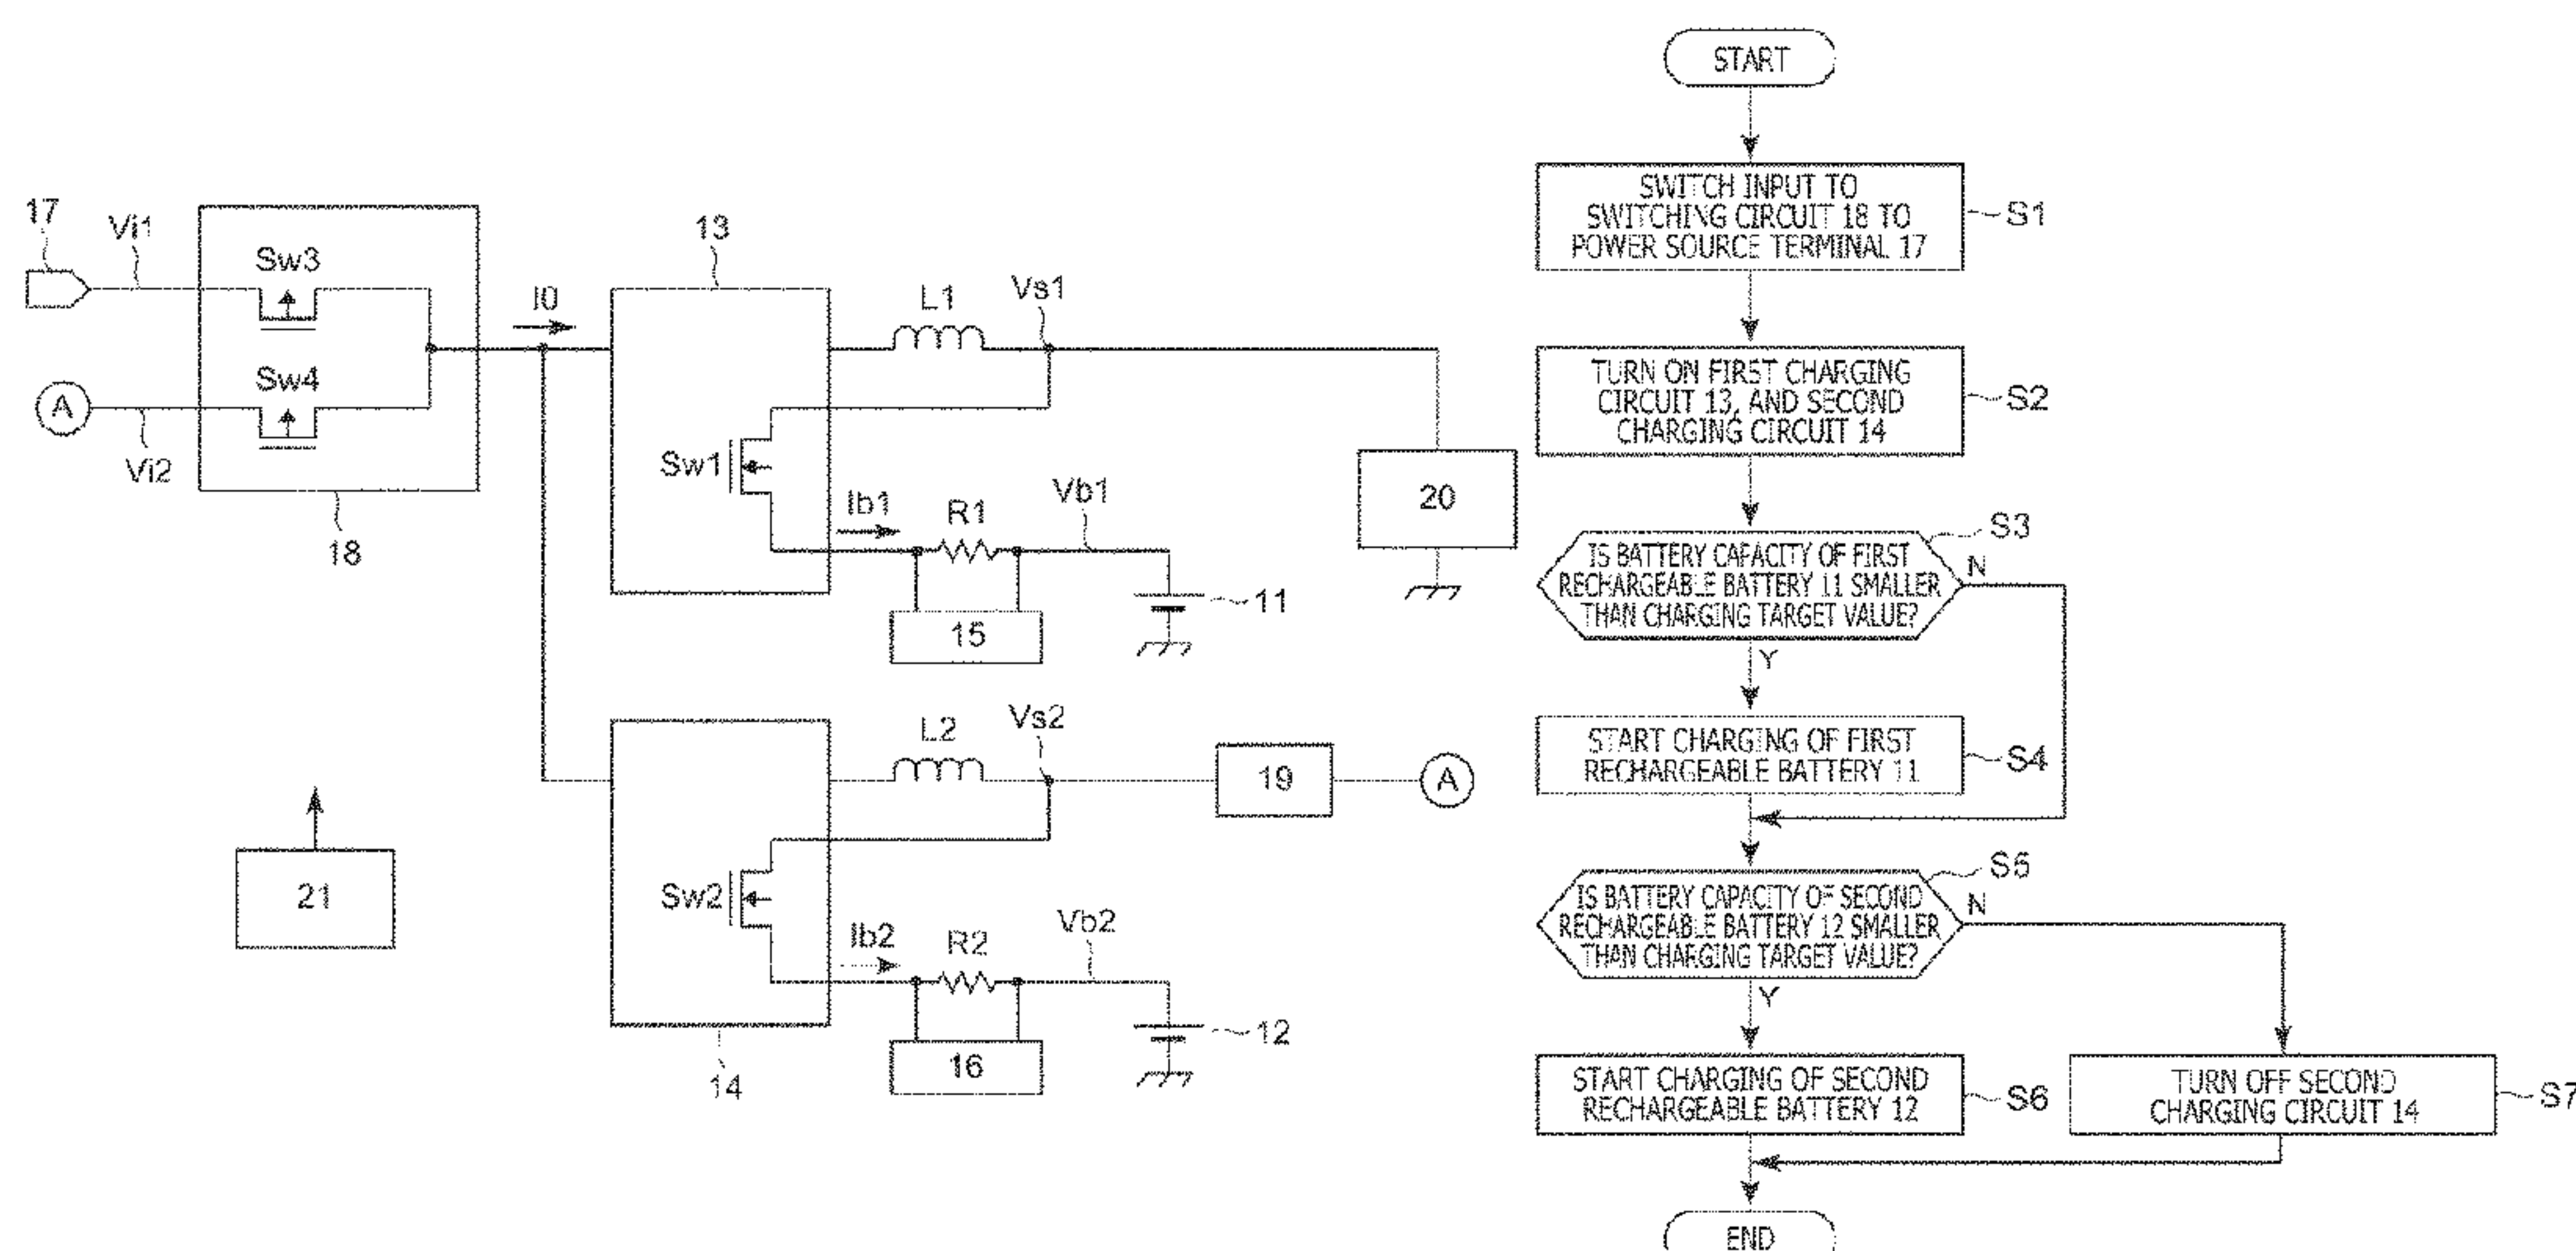 17
Vi1
Sw3
Sw4
A
Vi2
18
I0
13
L1
Vs1
Sw1
Ib1
R1
Vb1
15
11
20
L2
Vs2
19
A
Sw2
Ib2
R2
Vb2
16
12
14
21
START
SWITCH INPUT TO
SWITCHING CIRCUIT 18 TO
POWER SOURCE TERMINAL 17
S1
TURN ON FIRST CHARGING
CIRCUIT 13, AND SECOND
CHARGING CIRCUIT 14
S2
IS BATTERY CAPACITY OF FIRST
RECHARGEABLE BATTERY 11 SMALLER
THAN CHARGING TARGET VALUE?
S3
N
Y
START CHARGING OF FIRST
RECHARGEABLE BATTERY 11
S4
IS BATTERY CAPACITY OF SECOND
RECHARGEABLE BATTERY 12 SMALLER
THAN CHARGING TARGET VALUE?
S5
N
Y
START CHARGING OF SECOND
RECHARGEABLE BATTERY 12
S6
TURN OFF SECOND
CHARGING CIRCUIT 14
S7
END